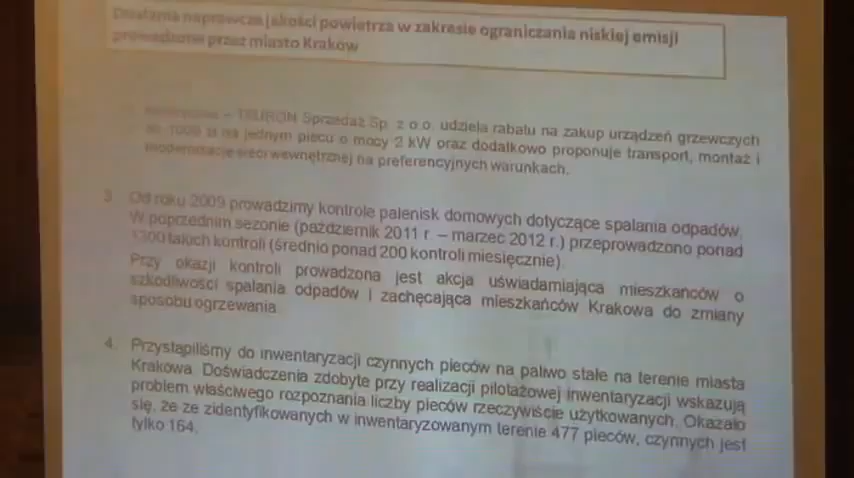 Działania naprawcze jakości powietrza w zakresie ograniczania niskiej emisji
prowadzone przez miasto Kraków
– TAURON Sprzedaż Sp. z o.o. udziela rabatu na zakup urządzeń grzewczych
1000 zł na jednym piecu o mocy 2 kW oraz dodatkowo proponuje transport, montaż i
modernizację sieci wewnętrznej na preferencyjnych warunkach.
3. Od roku 2009 prowadzimy kontrole palenisk domowych dotyczące spalania odpadów.
W poprzednim sezonie (październik 2011 r. – marzec 2012 r.) przeprowadzono ponad
1300 takich kontroli (średnio ponad 200 kontroli miesięcznie).
Przy okazji kontroli prowadzona jest akcja uświadamiająca mieszkańców o
szkodliwości spalania odpadów i zachęcająca mieszkańców Krakowa do zmiany
sposobu ogrzewania.
4. Przystąpiliśmy do inwentaryzacji czynnych pieców na paliwo stałe na terenie miasta
Krakowa. Doświadczenia zdobyte przy realizacji pilotażowej inwentaryzacji wskazują
problem właściwego rozpoznania liczby pieców rzeczywiście użytkowanych. Okazało
się, że ze zidentyfikowanych w inwentaryzowanym terenie 477 pieców, czynnych jest
tylko 164.